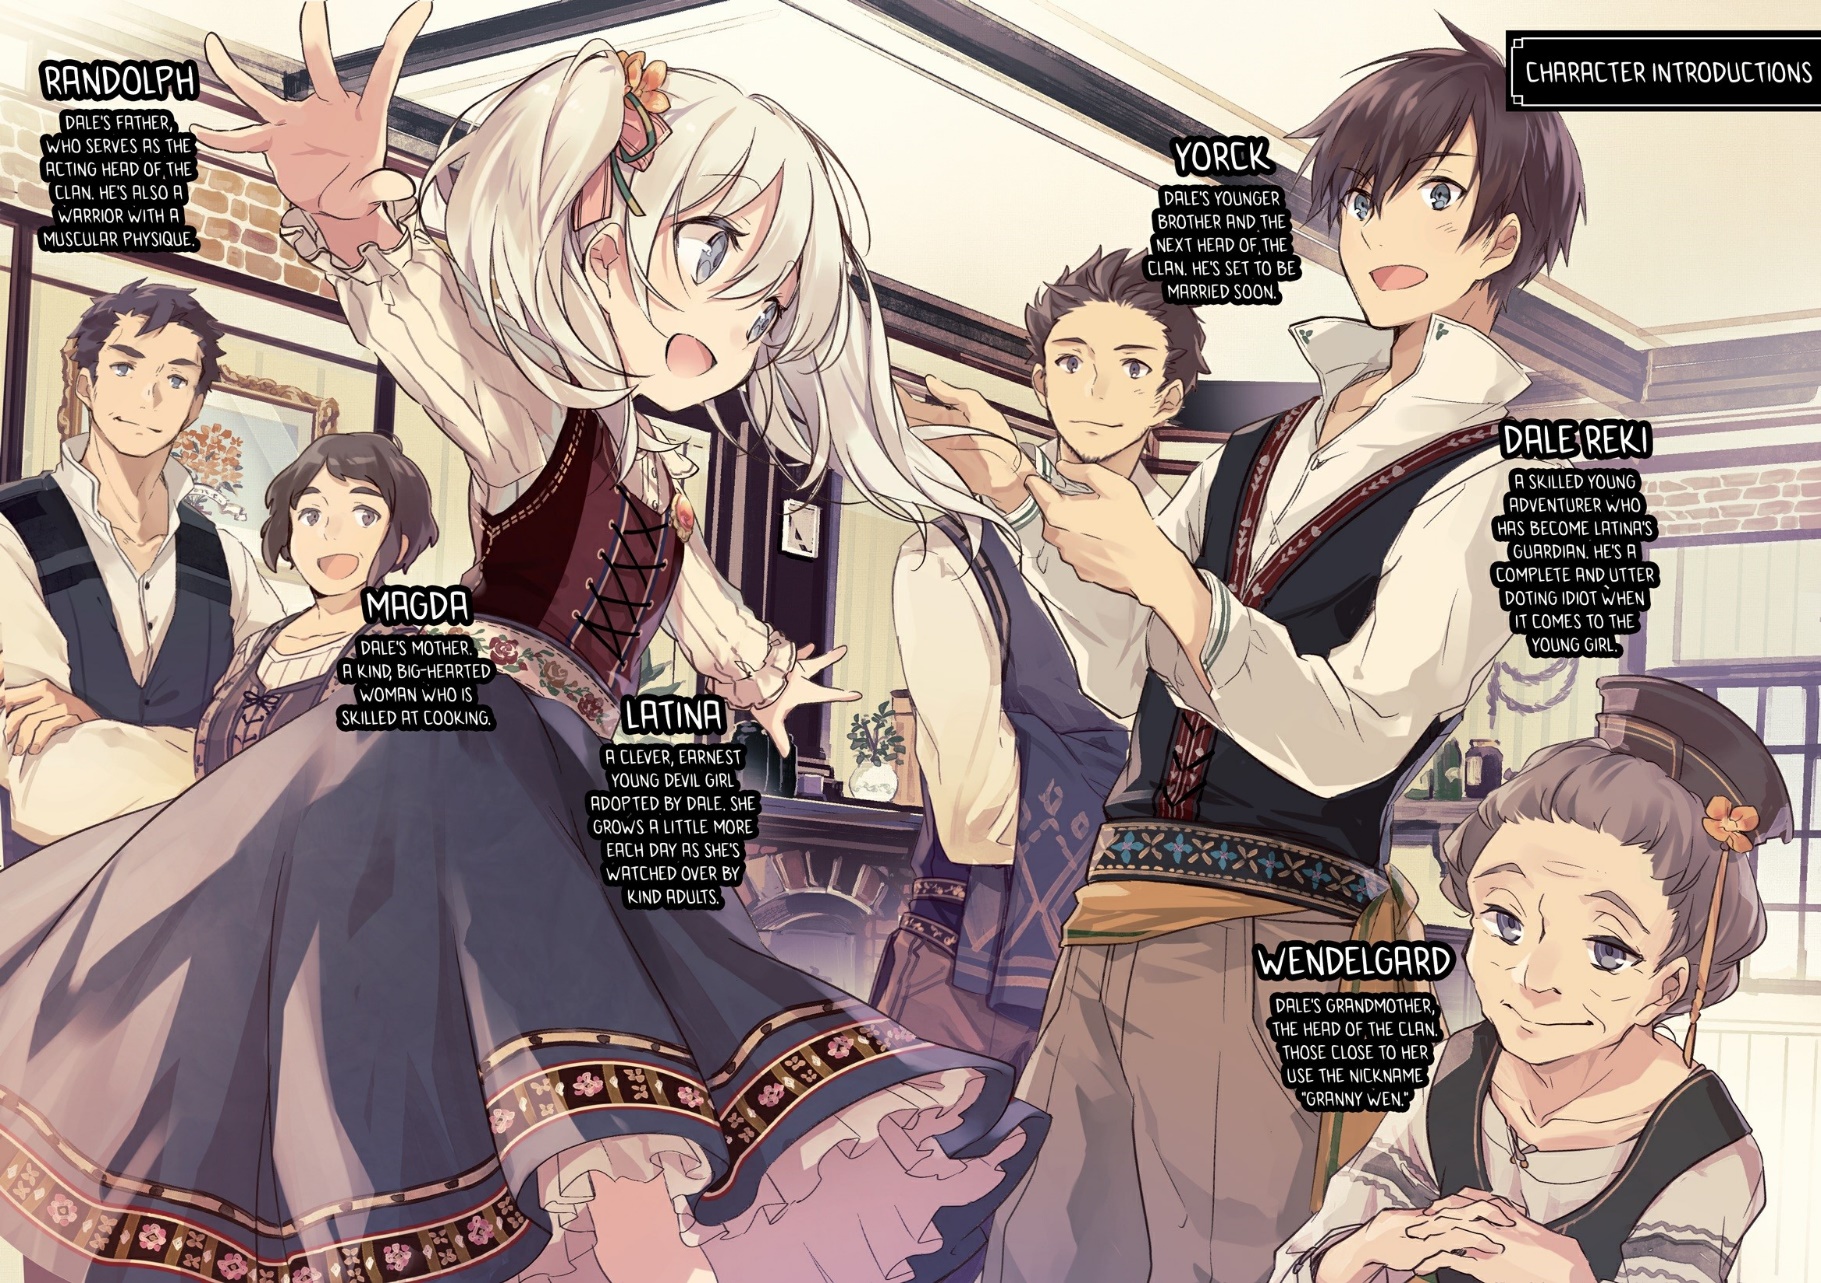 CHARACTER INTRODUCTIONS
RANDOLPH
DALE'S FATHER,
WHO SERVES AS THE
ACTING HEAD OF THE
CLAN. HE'S ALSO A
WARRIOR WITH A
MUSCULAR PHYSIQUE.
MAGDA
DALE'S MOTHER.
A KIND, BIG-HEARTED
WOMAN WHO IS
SKILLED AT COOKING.
LATINA
A CLEVER, EARNEST
YOUNG DEVIL GIRL
ADOPTED BY DALE. SHE
GROWS A LITTLE MORE
EACH DAY AS SHE'S
WATCHED OVER BY
KIND ADULTS.
YORCK
DALE'S YOUNGER
BROTHER AND THE
NEXT HEAD OF THE
CLAN. HE'S SET TO BE
MARRIED SOON.
DALE REKI
A SKILLED YOUNG
ADVENTURER WHO
HAS BECOME LATINA'S
GUARDIAN. HE'S A
COMPLETE AND UTTER
DOTING IDIOT WHEN
IT COMES TO THE
YOUNG GIRL.
WENDELGARD
DALE'S GRANDMOTHER,
THE HEAD OF THE CLAN.
THOSE CLOSE TO HER
USE THE NICKNAME
"GRANNY WEN."